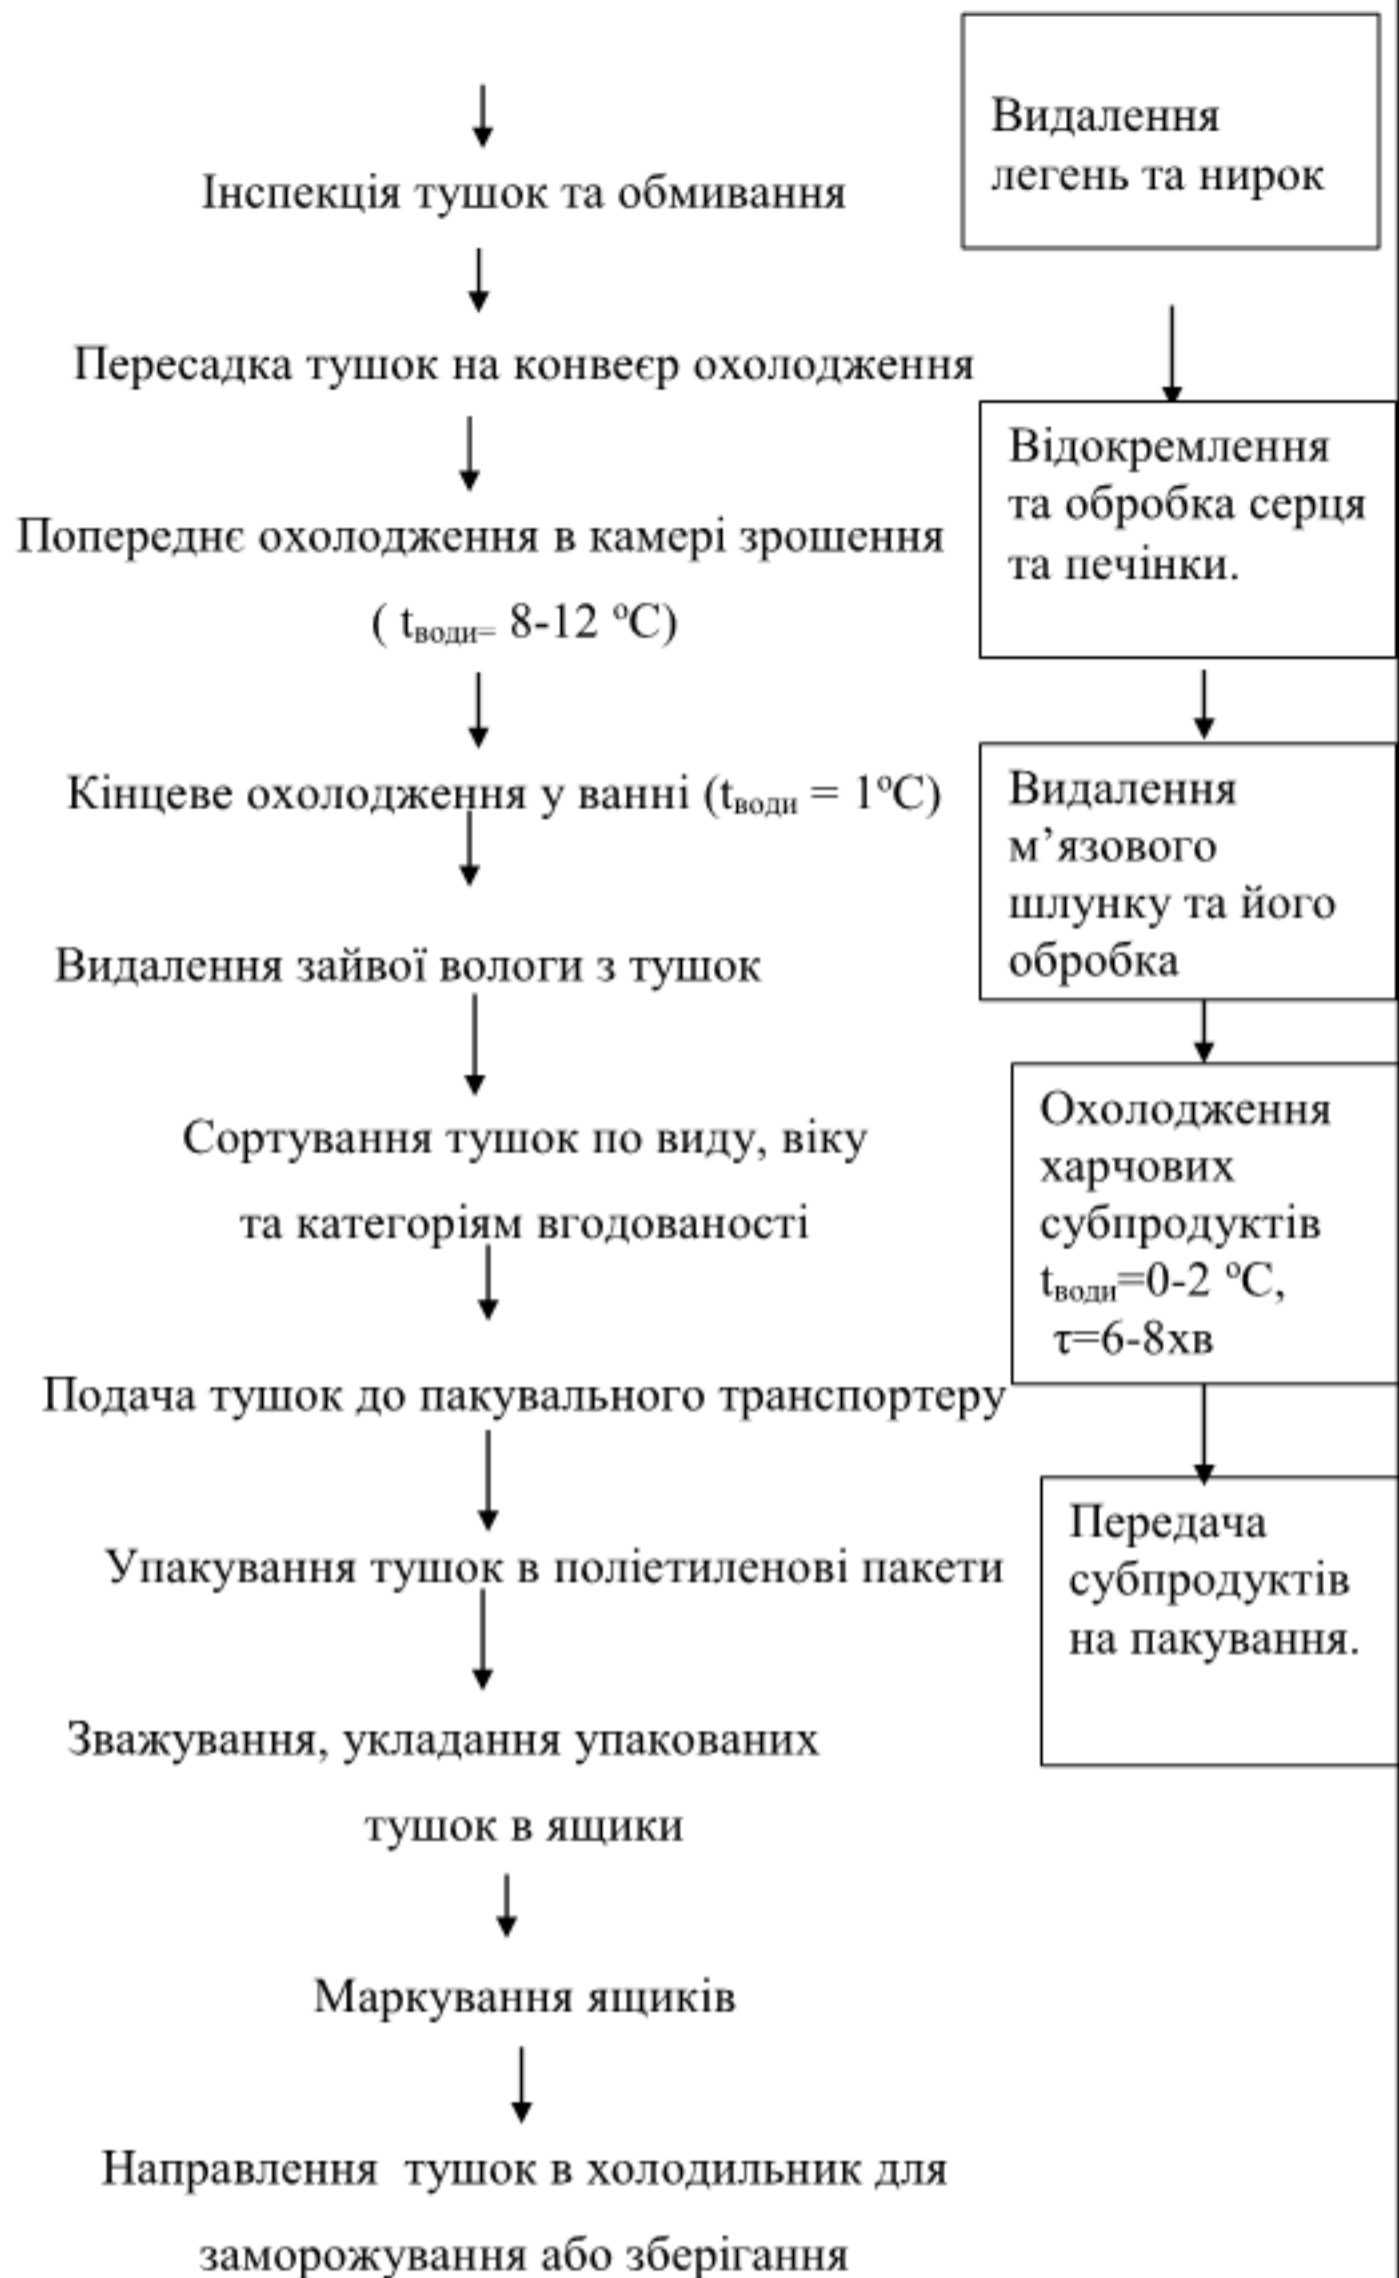 Інспекція тушок та обмивання
Пересадка тушок на конвеєр охолодження
Попереднє охолодження в камері зрошення
( tводи= 8-12 ºС)
Кінцеве охолодження у ванні (tводи = 1ºС)
Видалення зайвої вологи з тушок
Сортування тушок по виду, віку
та категоріям вгодованості
Подача тушок до пакувального транспортеру
Упакування тушок в поліетиленові пакети
Зважування, укладання упакованих
тушок в ящики
Маркування ящиків
Направлення тушок в холодильник для
заморожування або зберігання
Видалення
легень та нирок
Відокремлення
та обробка серця
та печінки.
Видалення
м’язового
шлунку та його
обробка
Охолодження
харчових
субпродуктів
tводи=0-2 ºС,
τ=6-8хв
Передача
субпродуктів
на пакування.